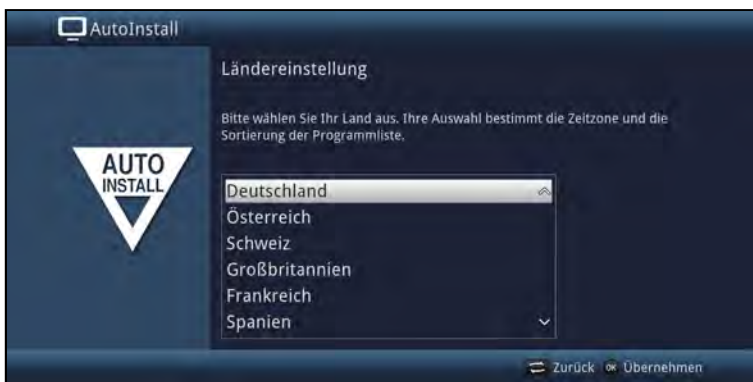 AutoInstall
Ländereinstellung
Bitte wählen Sie Ihr Land aus. Ihre Auswahl bestimmt die Zeitzone und die
Sortierung der Programmliste.
AUTO
INSTALL
Deutschland
Österreich
Schweiz
Großbritannien
Frankreich
Spanien
Zurück OK Übernehmen